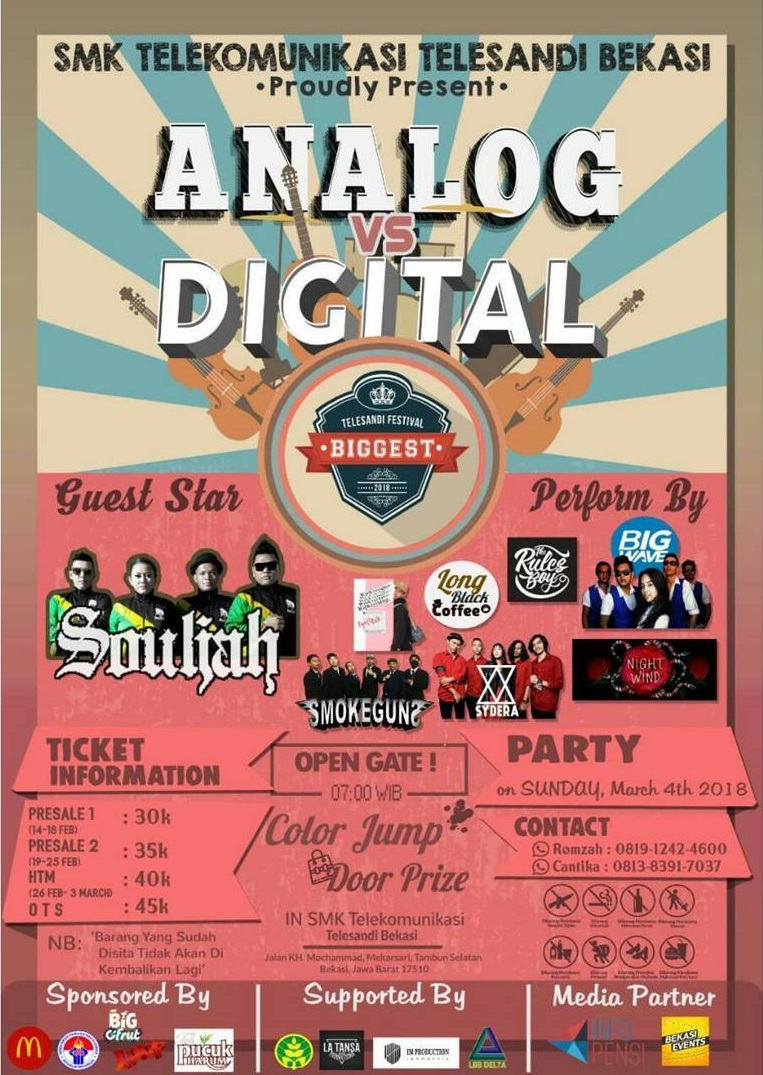 SMK TELEKOMUNIKASI TELESANDI BEKASI
•Proudly Present•
ANALOG
VS
DIGITAL
TELESANDI FESTIVAL
•BIGGEST•
2018
Guest Star
Perform By
Souljah
Long
Black
Coffee
The
Rules
Boy
BIG
WAVE
SMOKEGUNS
SYDERA
NIGHT
WIND
TICKET
INFORMATION
OPEN GATE !
07:00 WIB
PARTY
on SUNDAY, March 4th 2018
PRESALE 1 : 30k
(14-18 FEB)
PRESALE 2 : 35k
(19-25 FEB)
HTM : 40k
(26 FEB- 3 MARCH)
OTS : 45k
Color Jump
Door Prize
CONTACT
Romzah : 0819-1242-4600
Cantika : 0813-8391-7037
IN SMK Telekomunikasi
Telesandi Bekasi
Jalan KH. Mochammad, Mekarsari, Tambun Selatan
Bekasi, Jawa Barat 17510
NB: 'Barang Yang Sudah
Disita Tidak Akan Di
Kembalikan Lagi'
Sponsored By
Supported By
Media Partner
BIG
Cifrut
Teh
pucuk
HARUM
LA TANSA
IM PRODUCTION
INDONESIA
LBB DELTA
INFO
PENSI
BEKASI
EVENTS